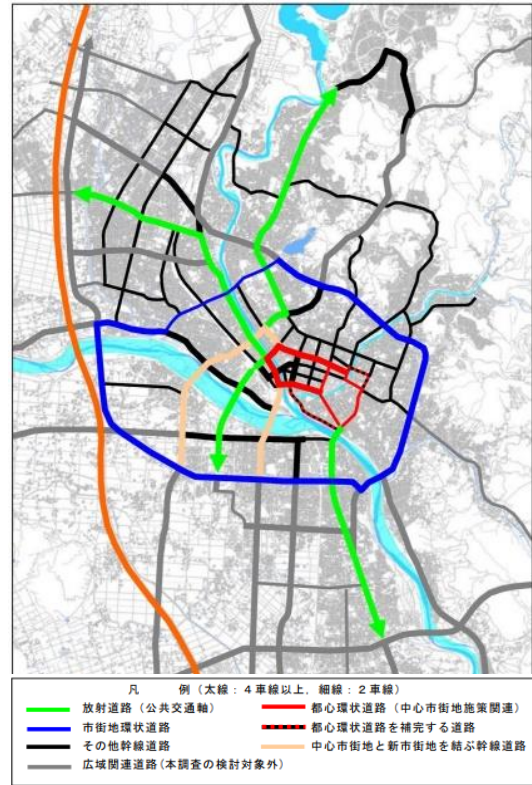 凡　例（太線：４車線以上，細線：２車線）
放射道路（公共交通軸）
都心環状道路（中心市街地施策関連）
市街地環状道路
都心環状道路を補完する道路
その他幹線道路
中心市街地と新市街地を結ぶ幹線道路
広域関連道路(本調査の検討対象外)